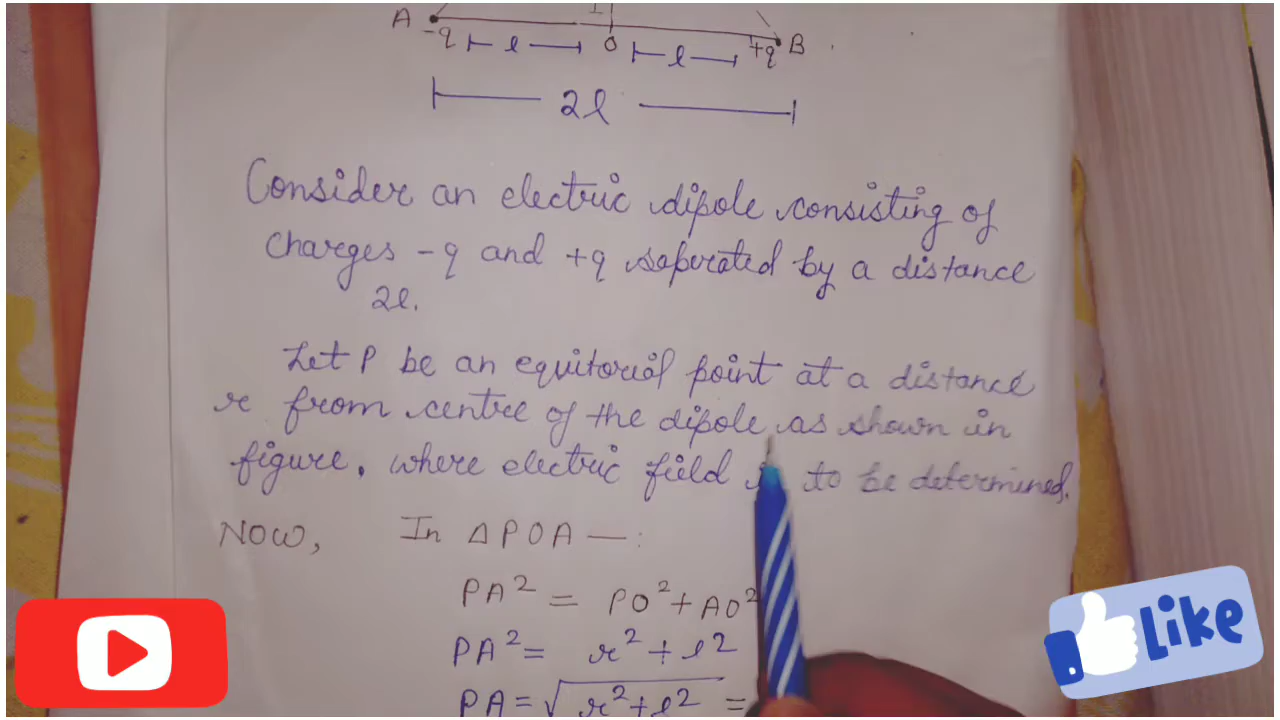 A -q l O l +q B
2l
Consider an electric dipole consisting of
charges -q and +q seperated by a distance
2l.
Let P be an equitorial point at a distance
r from centre of the dipole as shown in
figure. where electric field is to be determined.
NOW, In ΔPOA —:
PA² = PO² + AO²
PA² = r² + l²
PA = √r² + l² =
Like